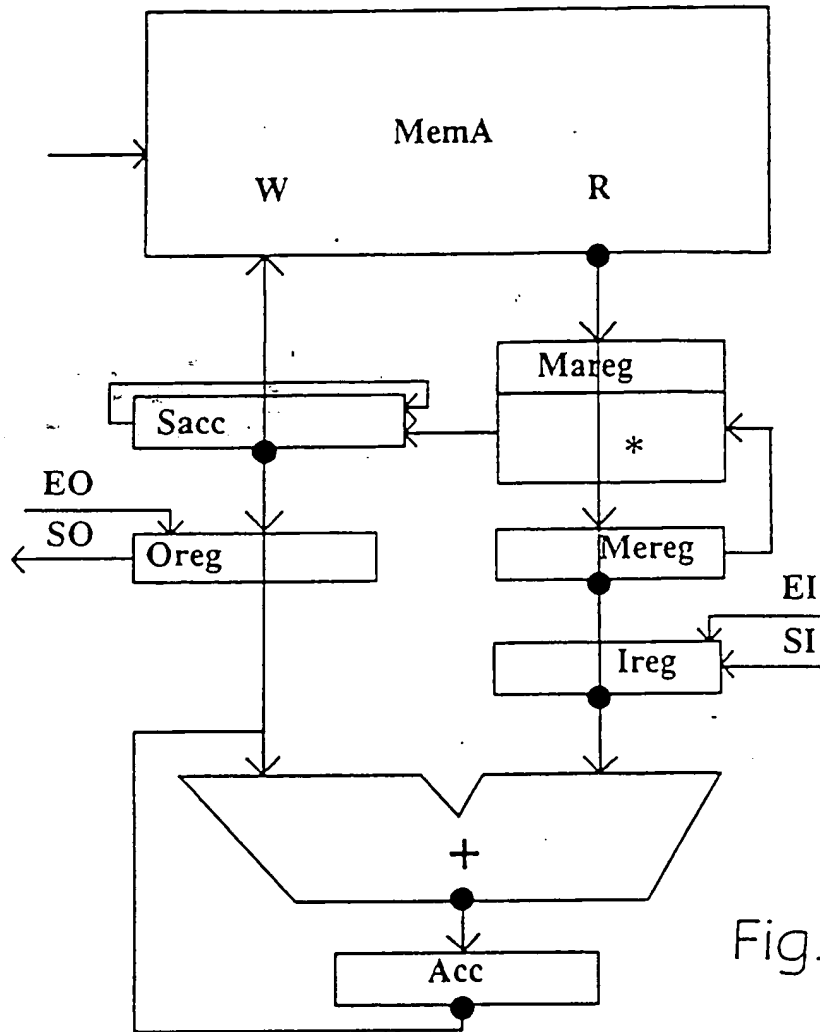 MemA
W R
Mareg
Sacc
*
EO
SO
Oreg
Mereg
EI
SI
Ireg
+
Acc
Fig.